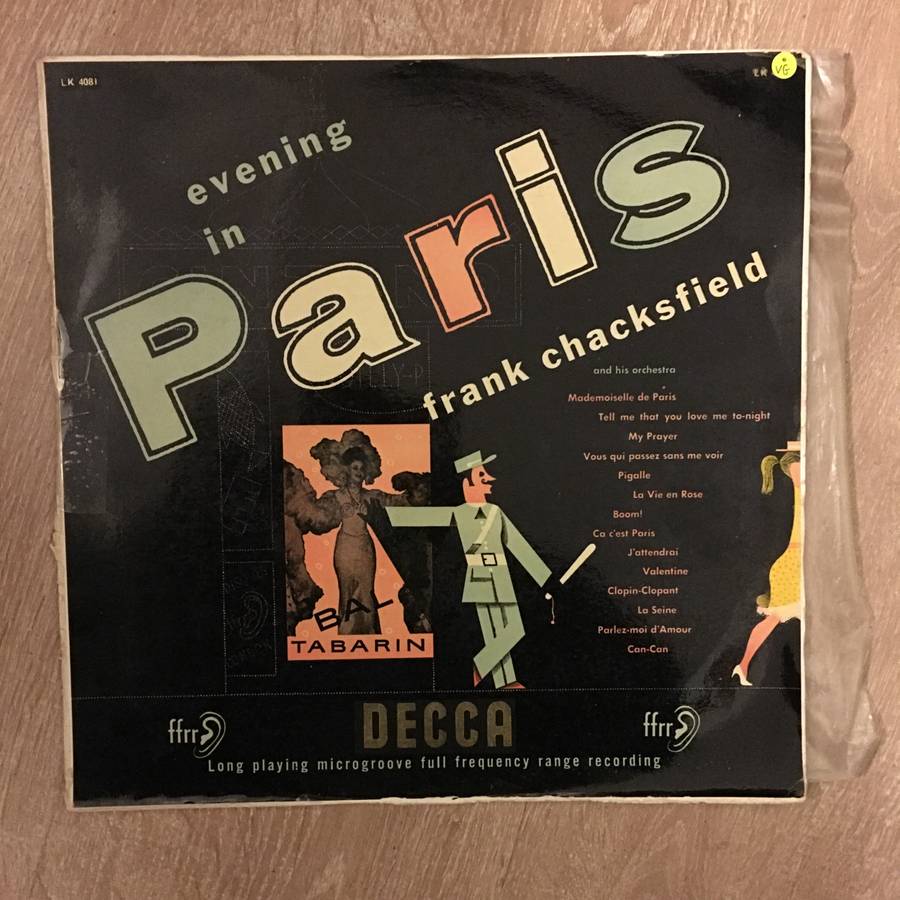 LK 4081
VG
evening
in
Paris
frank chacksfield
and his orchestra
Mademoiselle de Paris
Tell me that you love me to-night
My Prayer
Vous qui passez sans me voir
Pigalle
La Vie en Rose
Boom!
Ca c'est Paris
J'attendrai
Valentine
Clopin-Clopant
La Seine
Parlez-moi d'Amour
Can-Can
BAL
TABARIN
ffrr DECCA ffrr
Long playing microgroove full frequency range recording